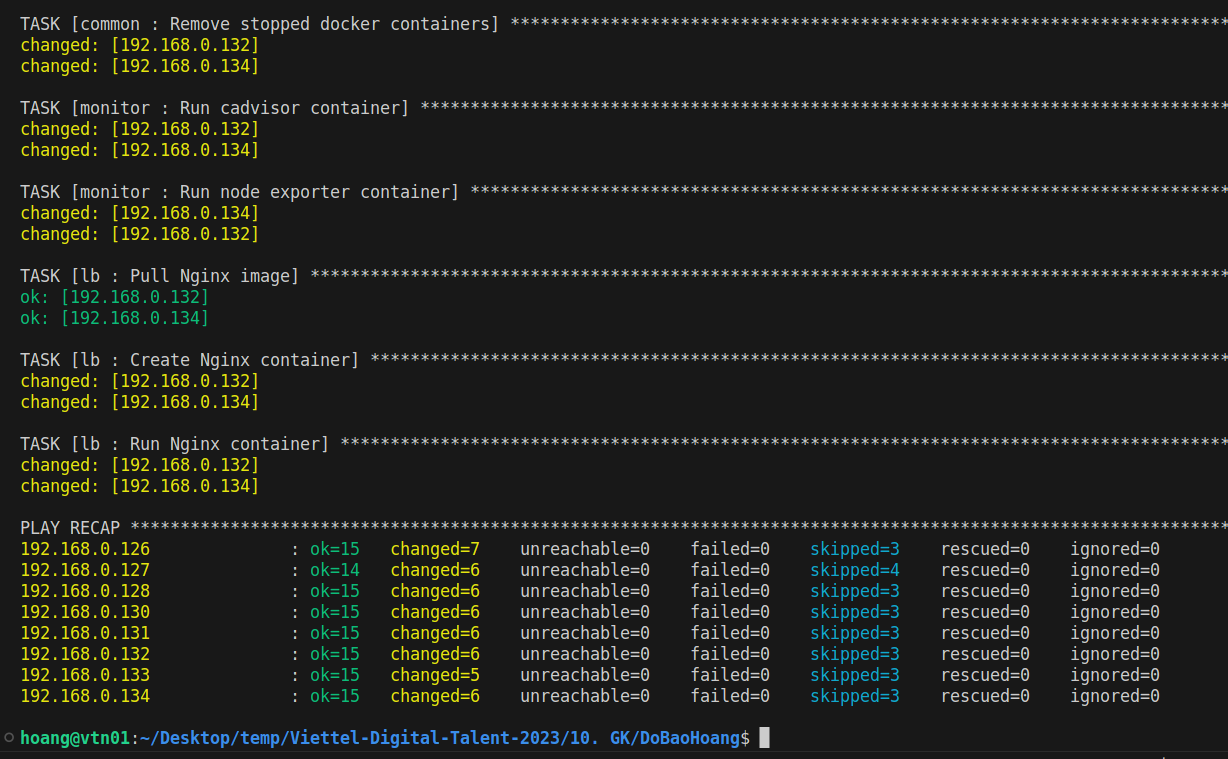 TASK [common : Remove stopped docker containers] ************************************************************************
changed: [192.168.0.132]
changed: [192.168.0.134]
TASK [monitor : Run cadvisor container] *********************************************************************************
changed: [192.168.0.132]
changed: [192.168.0.134]
TASK [monitor : Run node exporter container] ****************************************************************************
changed: [192.168.0.134]
changed: [192.168.0.132]
TASK [lb : Pull Nginx image] ********************************************************************************************
ok: [192.168.0.132]
ok: [192.168.0.134]
TASK [lb : Create Nginx container] **************************************************************************************
changed: [192.168.0.132]
changed: [192.168.0.134]
TASK [lb : Run Nginx container] *****************************************************************************************
changed: [192.168.0.132]
changed: [192.168.0.134]
PLAY RECAP **************************************************************************************************************
192.168.0.126              : ok=15   changed=7    unreachable=0    failed=0    skipped=3    rescued=0    ignored=0
192.168.0.127              : ok=14   changed=6    unreachable=0    failed=0    skipped=4    rescued=0    ignored=0
192.168.0.128              : ok=15   changed=6    unreachable=0    failed=0    skipped=3    rescued=0    ignored=0
192.168.0.130              : ok=15   changed=6    unreachable=0    failed=0    skipped=3    rescued=0    ignored=0
192.168.0.131              : ok=15   changed=6    unreachable=0    failed=0    skipped=3    rescued=0    ignored=0
192.168.0.132              : ok=15   changed=6    unreachable=0    failed=0    skipped=3    rescued=0    ignored=0
192.168.0.133              : ok=15   changed=5    unreachable=0    failed=0    skipped=3    rescued=0    ignored=0
192.168.0.134              : ok=15   changed=6    unreachable=0    failed=0    skipped=3    rescued=0    ignored=0
hoang@vtn01:~/Desktop/temp/Viettel-Digital-Talent-2023/10. GK/DoBaoHoang$